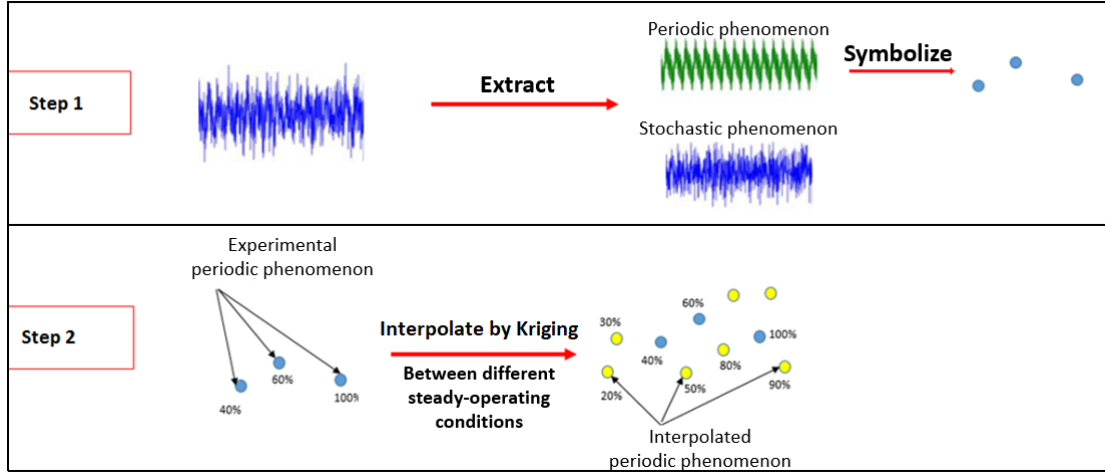 Step 1
Extract
Periodic phenomenon
Symbolize
Stochastic phenomenon
Step 2
Experimental
periodic phenomenon
40%
60%
100%
Interpolate by Kriging
Between different
steady-operating
conditions
30%
60%
40%
100%
80%
20%
50%
90%
Interpolated
periodic phenomenon